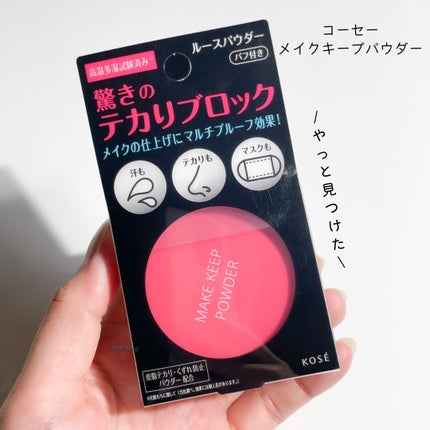 コーセー
メイクキープパウダー
\やっと見つけた/
ルースパウダー
パフ付き
高温多湿試験済み
驚きの
テカりブロック
メイクの仕上げにマルチプルーフ効果!
汗も
テカリも
マスクも
MAKE KEEP
POWDER
皮脂テカリ・くずれ防止
パウダー配合
KOSÉ